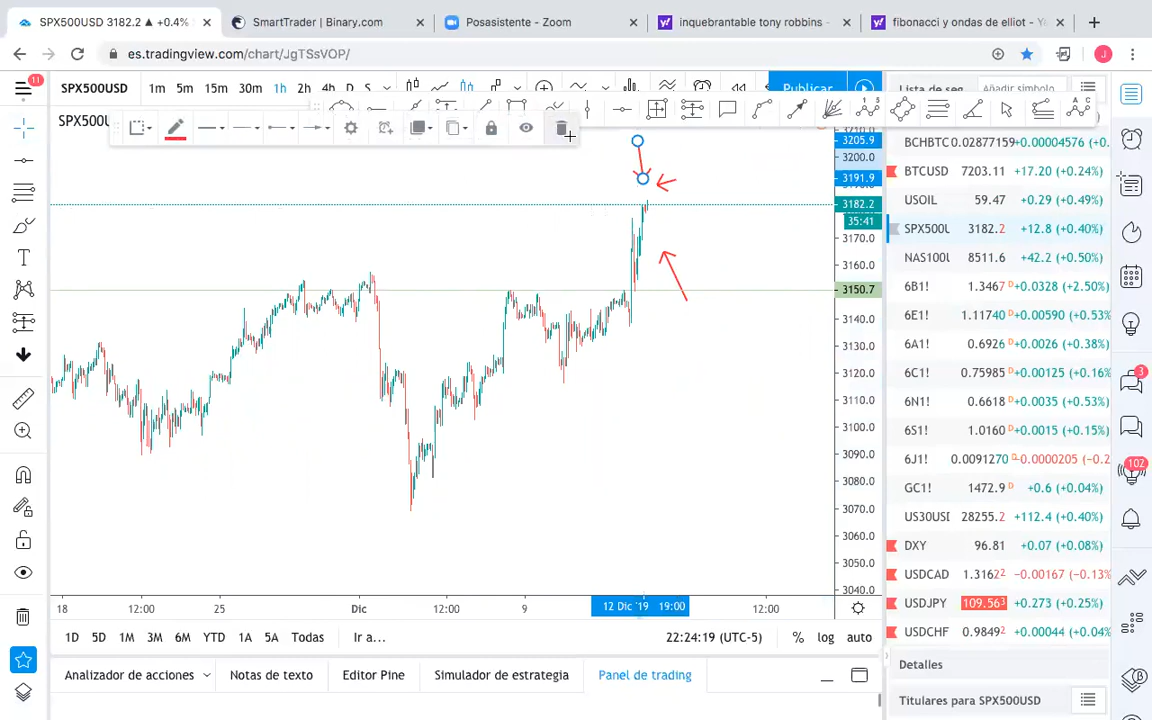 SPX500USD 3182.2 ▲ +0.4%
SmartTrader | Binary.com
Posasistente - Zoom
inquebrantable tony robbins -
fibonacci y ondas de elliot - Y
es.tradingview.com/chart/JgTSsVOP/
J
11
SPX500USD
1m 5m 15m 30m 1h 2h 4h D S
Publicar
Lista de seg
Añadir símbolo
SPX500U
3210.0
3205.9
3200.0
3191.9
3182.2
35:41
3170.0
3160.0
3150.7
3140.0
3130.0
3120.0
3110.0
3100.0
3090.0
3080.0
3070.0
3060.0
3050.0
3040.0
BCHBTC 0.02877159 +0.00004576 (+0.
BTCUSD 7203.11 +17.20 (+0.24%)
USOIL 59.47 +0.29 (+0.49%)
SPX500U 3182.2 +12.8 (+0.40%)
NAS100U 8511.6 +42.2 (+0.50%)
6B1! 1.3467 D +0.0328 (+2.50%)
6E1! 1.11740 D +0.00590 (+0.53%
6A1! 0.6926 D +0.0026 (+0.38%)
6C1! 0.75985 D +0.00125 (+0.16%
6N1! 0.6618 D +0.0035 (+0.53%)
6S1! 1.0160 D +0.0015 (+0.15%)
6J1! 0.0091270 D −0.0000205 (−0.2
GC1! 1472.9 D +0.6 (+0.04%)
US30USD 28255.2 +112.4 (+0.40%)
DXY 96.81 +0.07 (+0.08%)
USDCAD 1.31622 −0.00167 (−0.13%
USDJPY 109.563 +0.273 (+0.25%)
USDCHF 0.98492 +0.00044 (+0.04%
3
102
18 12:00 25 Dic 12:00 9 12 Dic '19 19:00 12:00
1D 5D 1M 3M 6M YTD 1A 5A Todas Ir a...
22:24:19 (UTC-5) % log auto
Detalles
Analizador de acciones Notas de texto Editor Pine Simulador de estrategia Panel de trading
Titulares para SPX500USD